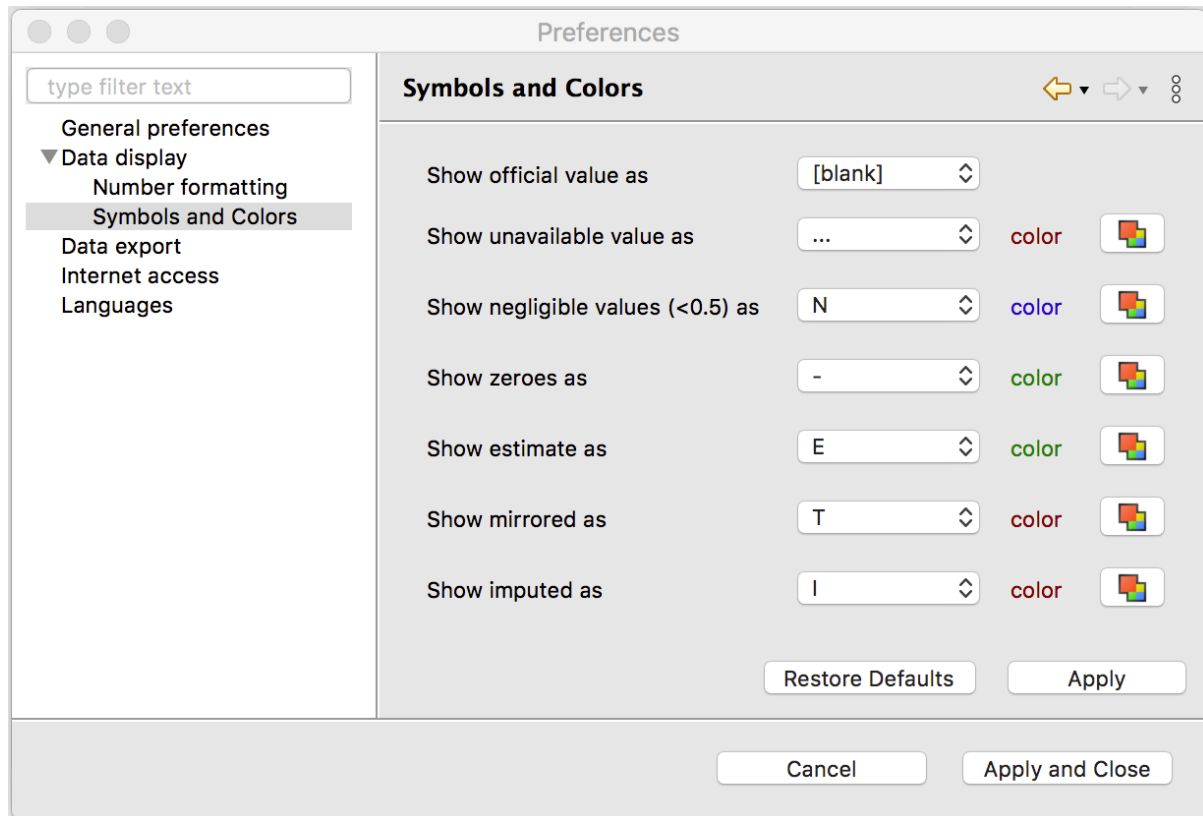 Preferences
type filter text
General preferences
Data display
Number formatting
Symbols and Colors
Data export
Internet access
Languages
Symbols and Colors
Show official value as [blank]
Show unavailable value as ... color
Show negligible values (<0.5) as N color
Show zeroes as - color
Show estimate as E color
Show mirrored as T color
Show imputed as I color
Restore Defaults Apply
Cancel Apply and Close